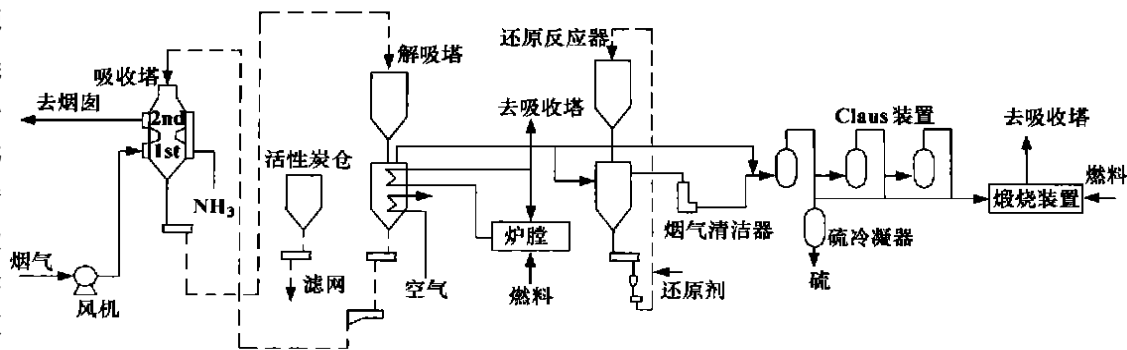 还原反应器
解吸塔
吸收塔
去烟囱
2nd
1st
去吸收塔
Claus 装置
去吸收塔
活性炭仓
燃料
煅烧装置
NH₃
炉膛
烟气清洁器
硫冷凝器
烟气
风机
滤网
空气
燃料
还原剂
硫